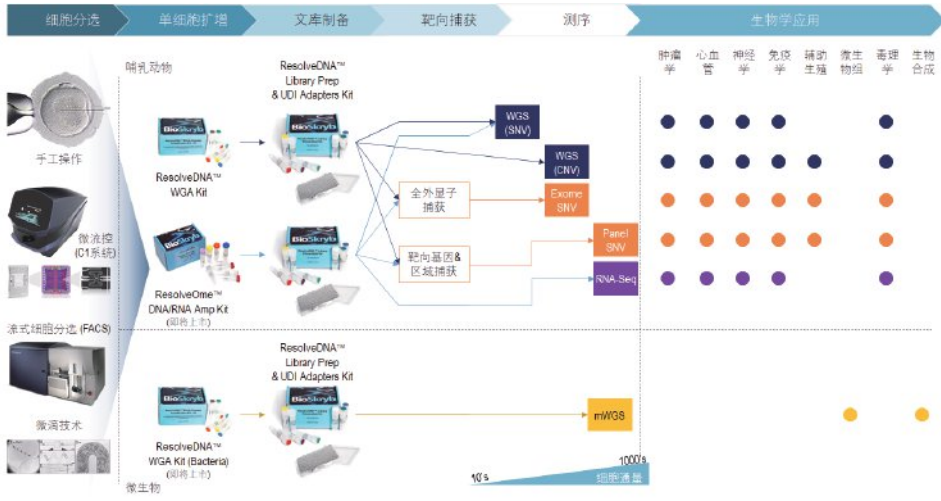 细胞分选
单细胞扩增
文库制备
靶向捕获
测序
生物学应用
哺乳动物
ResolveDNA™
Library Prep
& UDI Adapters Kit
肿瘤
学
心血
管
神经
学
免疫
学
辅助
生殖
微生
物组
毒理
学
生物
合成
手工操作
BioSkryb
BioSkryb
ResolveDNA™
WGA Kit
WGS
(SNV)
WGS
(CNV)
全外显子
捕获
Exome
SNV
微流控
(C1系统)
BioSkryb
BioSkryb
靶向基因&
区域捕获
Panel
SNV
RNA-Seq
ResolveOme™
DNA/RNA Amp Kit
(即将上市)
流式细胞分选 (FACS)
ResolveDNA™
Library Prep
& UDI Adapters Kit
BioSkryb
BioSkryb
mWGS
微滴技术
ResolveDNA™
WGA Kit (Bacteria)
(即将上市)
10's
1000's
细胞通量
微生物